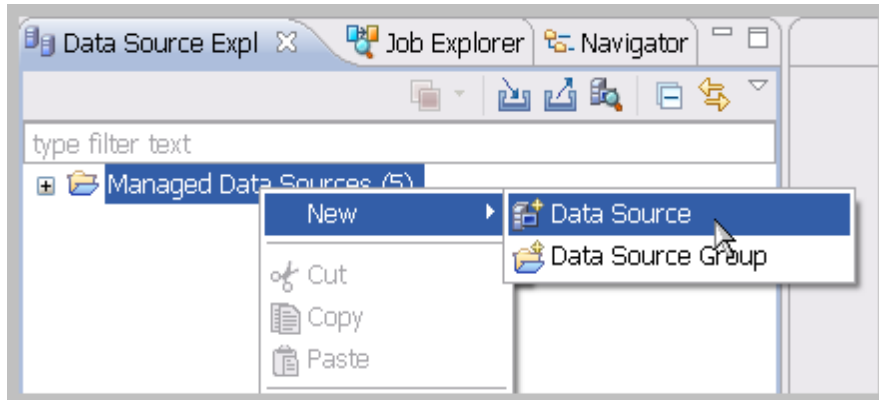 Data Source Expl Job Explorer Navigator
type filter text
Managed Data Sources (5)
New Data Source
Data Source Group
Cut
Copy
Paste